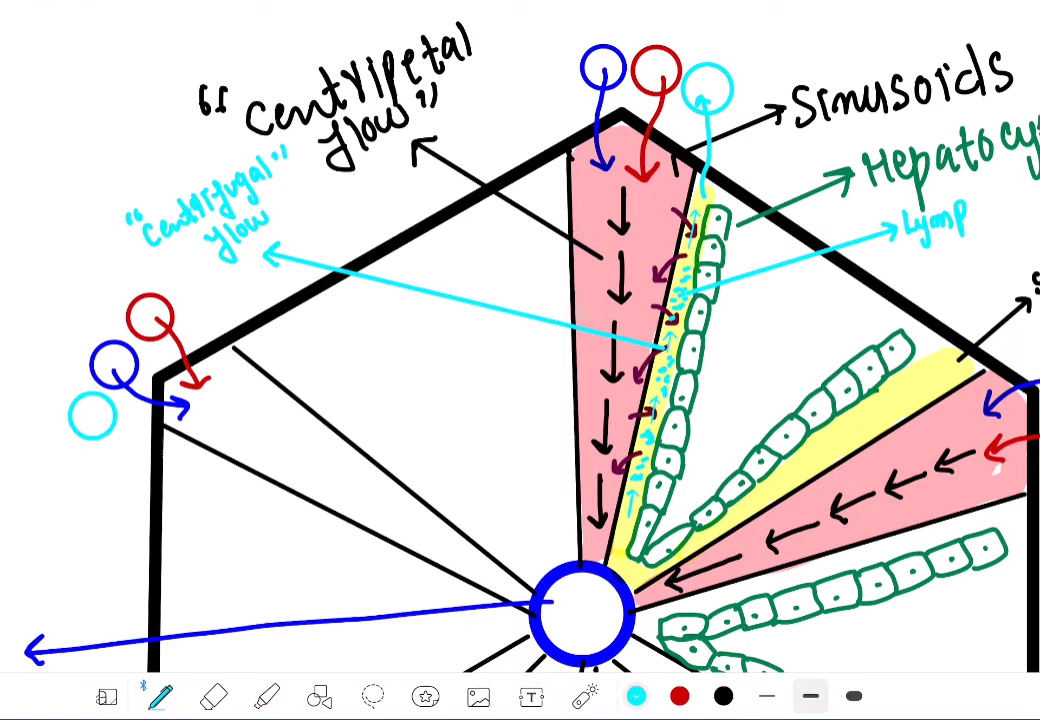 "Centripetal
flow"
Sinusoids
Hepatocy
"Centrifugal"
flow
Lymp
s
T